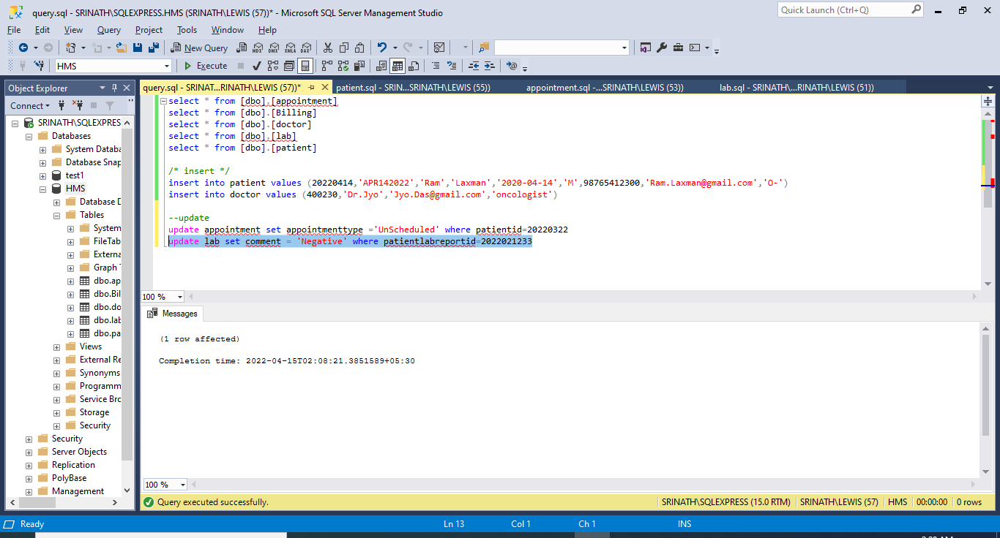 query.sql - SRINATH\SQLEXPRESS.HMS (SRINATH\LEWIS (57))* - Microsoft SQL Server Management Studio
Quick Launch (Ctrl+Q)
File Edit View Query Project Tools Window Help
New Query MDX DMX XMLA DAX
HMS Execute
Object Explorer
query.sql - SRINAT...RINATH\LEWIS (57))* patient.sql - SRIN...SRINATH\LEWIS (55)) appointment.sql -...SRINATH\LEWIS (53)) lab.sql - SRINATH\...RINATH\LEWIS (51))
Connect
SRINATH\SQLEXPRES
Databases
System Databa
Database Snap
test1
HMS
Database D
Tables
System
FileTab
Externa
Graph T
dbo.ap
dbo.Bil
dbo.do
dbo.lab
dbo.pa
Views
External Re
Synonyms
Programm
Service Bro
Storage
Security
Security
Server Objects
Replication
PolyBase
Management
select * from [dbo].[appointment]
select * from [dbo].[Billing]
select * from [dbo].[doctor]
select * from [dbo].[lab]
select * from [dbo].[patient]
/* insert */
insert into patient values (20220414,'APR142022','Ram','Laxman','2020-04-14','M',98765412300,'Ram.Laxman@gmail.com','O-')
insert into doctor values (400230,'Dr.Jyo','Jyo.Das@gmail.com','oncologist')
--update
update appointment set appointmenttype ='UnScheduled' where patientid=20220322
update lab set comment = 'Negative' where patientlabreportid=2022021233
100 %
Messages
(1 row affected)
Completion time: 2022-04-15T02:08:21.3851589+05:30
100 %
Query executed successfully. SRINATH\SQLEXPRESS (15.0 RTM) SRINATH\LEWIS (57) HMS 00:00:00 0 rows
Ready Ln 13 Col 1 Ch 1 INS